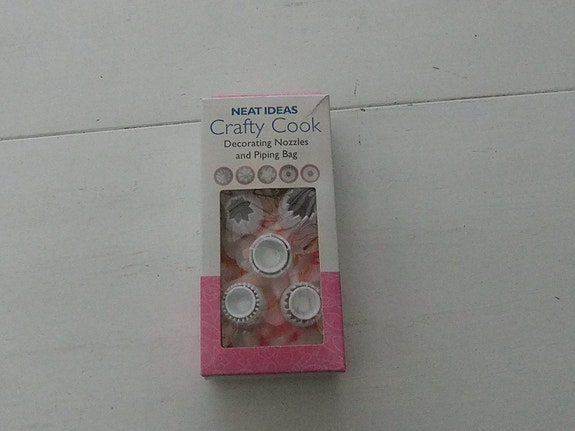 NEAT IDEAS
Crafty Cook
Decorating Nozzles
and Piping Bag